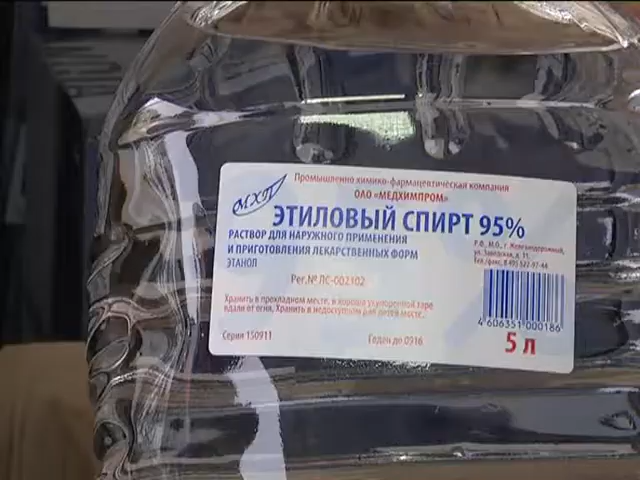 МХП
Промышленно химико-фармацевтическая компания
ОАО «МЕДХИМПРОМ»
ЭТИЛОВЫЙ СПИРТ 95%
РАСТВОР ДЛЯ НАРУЖНОГО ПРИМЕНЕНИЯ
И ПРИГОТОВЛЕНИЯ ЛЕКАРСТВЕННЫХ ФОРМ
ЭТАНОЛ
Р.Ф., М.О., г. Железнодорожный,
ул. Заводская, д. 11.
Тел./факс. 8 495 522-97-44
Рег.№ ЛС-002102
Хранить в прохладном месте, в хорошо укупоренной таре
вдали от огня. Хранить в недоступном для детей месте.
4 606351 000186
Серия 150911
Годен до 0916
5 л